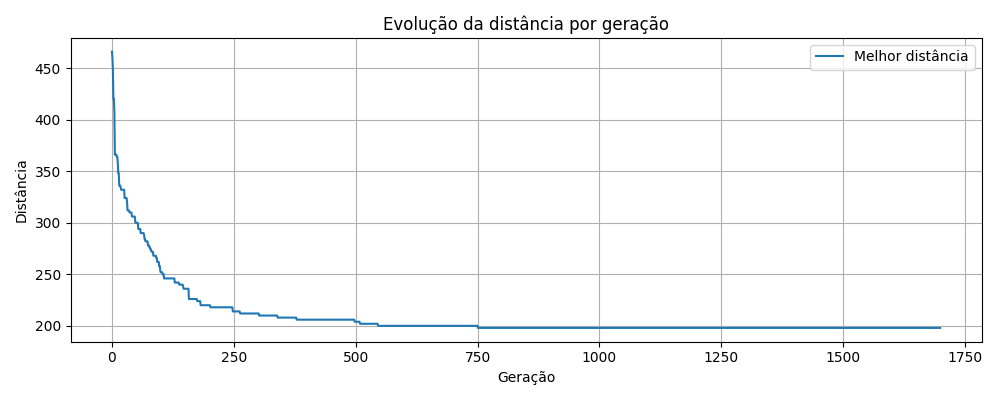 Evolução da distância por geração
Melhor distância
Distância
450
400
350
300
250
200
0 250 500 750 1000 1250 1500 1750
Geração